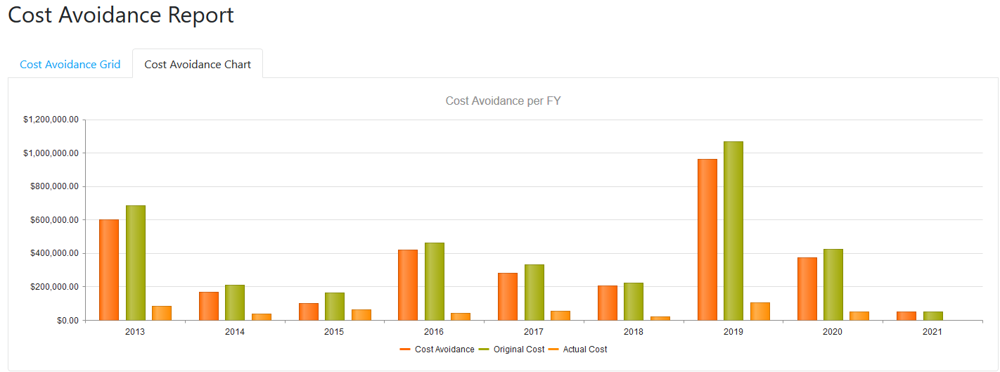 Cost Avoidance Report
Cost Avoidance Grid Cost Avoidance Chart
Cost Avoidance per FY
$1,200,000.00
$1,000,000.00
$800,000.00
$600,000.00
$400,000.00
$200,000.00
$0.00
2013 2014 2015 2016 2017 2018 2019 2020 2021
Cost Avoidance Original Cost Actual Cost